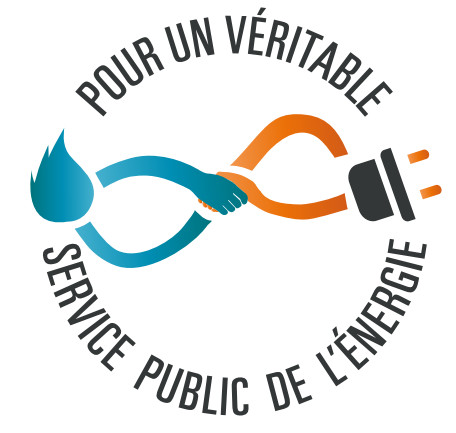 POUR UN VÉRITABLE
SERVICE PUBLIC DE L'ÉNERGIE